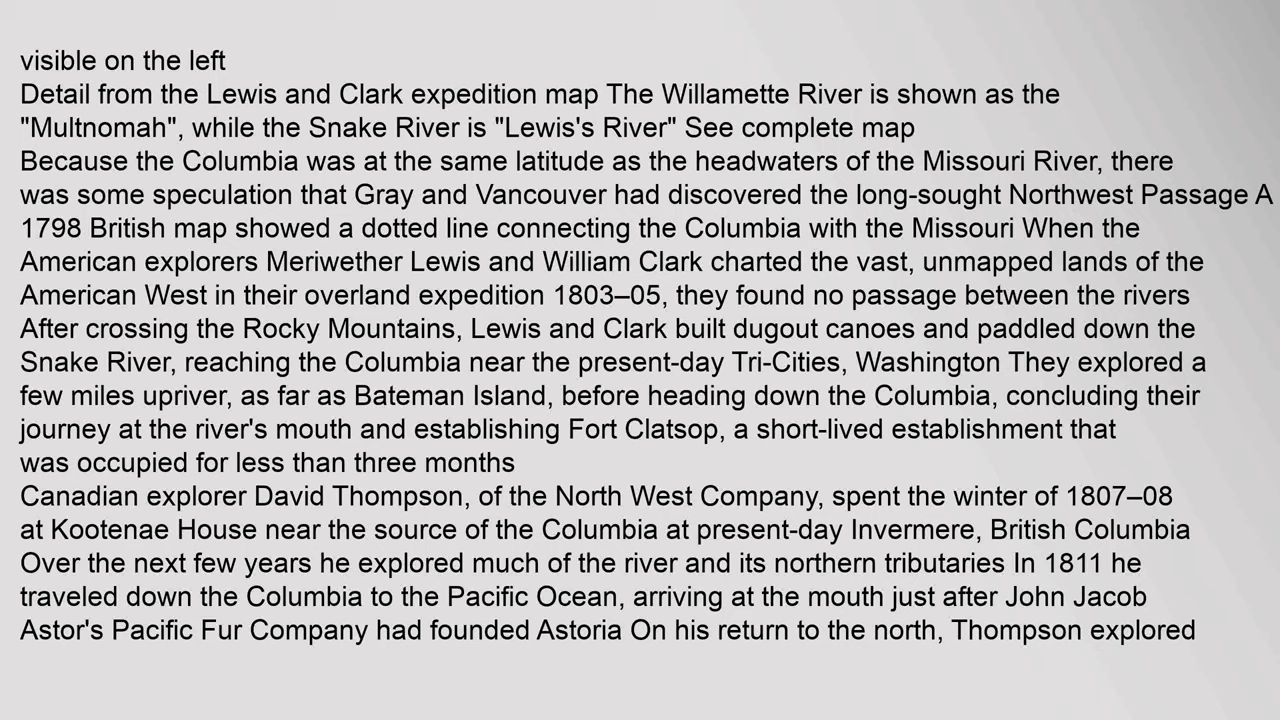 visible on the left
Detail from the Lewis and Clark expedition map The Willamette River is shown as the
"Multnomah", while the Snake River is "Lewis's River" See complete map
Because the Columbia was at the same latitude as the headwaters of the Missouri River, there
was some speculation that Gray and Vancouver had discovered the long-sought Northwest Passage A
1798 British map showed a dotted line connecting the Columbia with the Missouri When the
American explorers Meriwether Lewis and William Clark charted the vast, unmapped lands of the
American West in their overland expedition 1803–05, they found no passage between the rivers
After crossing the Rocky Mountains, Lewis and Clark built dugout canoes and paddled down the
Snake River, reaching the Columbia near the present-day Tri-Cities, Washington They explored a
few miles upriver, as far as Bateman Island, before heading down the Columbia, concluding their
journey at the river's mouth and establishing Fort Clatsop, a short-lived establishment that
was occupied for less than three months
Canadian explorer David Thompson, of the North West Company, spent the winter of 1807–08
at Kootenae House near the source of the Columbia at present-day Invermere, British Columbia
Over the next few years he explored much of the river and its northern tributaries In 1811 he
traveled down the Columbia to the Pacific Ocean, arriving at the mouth just after John Jacob
Astor's Pacific Fur Company had founded Astoria On his return to the north, Thompson explored